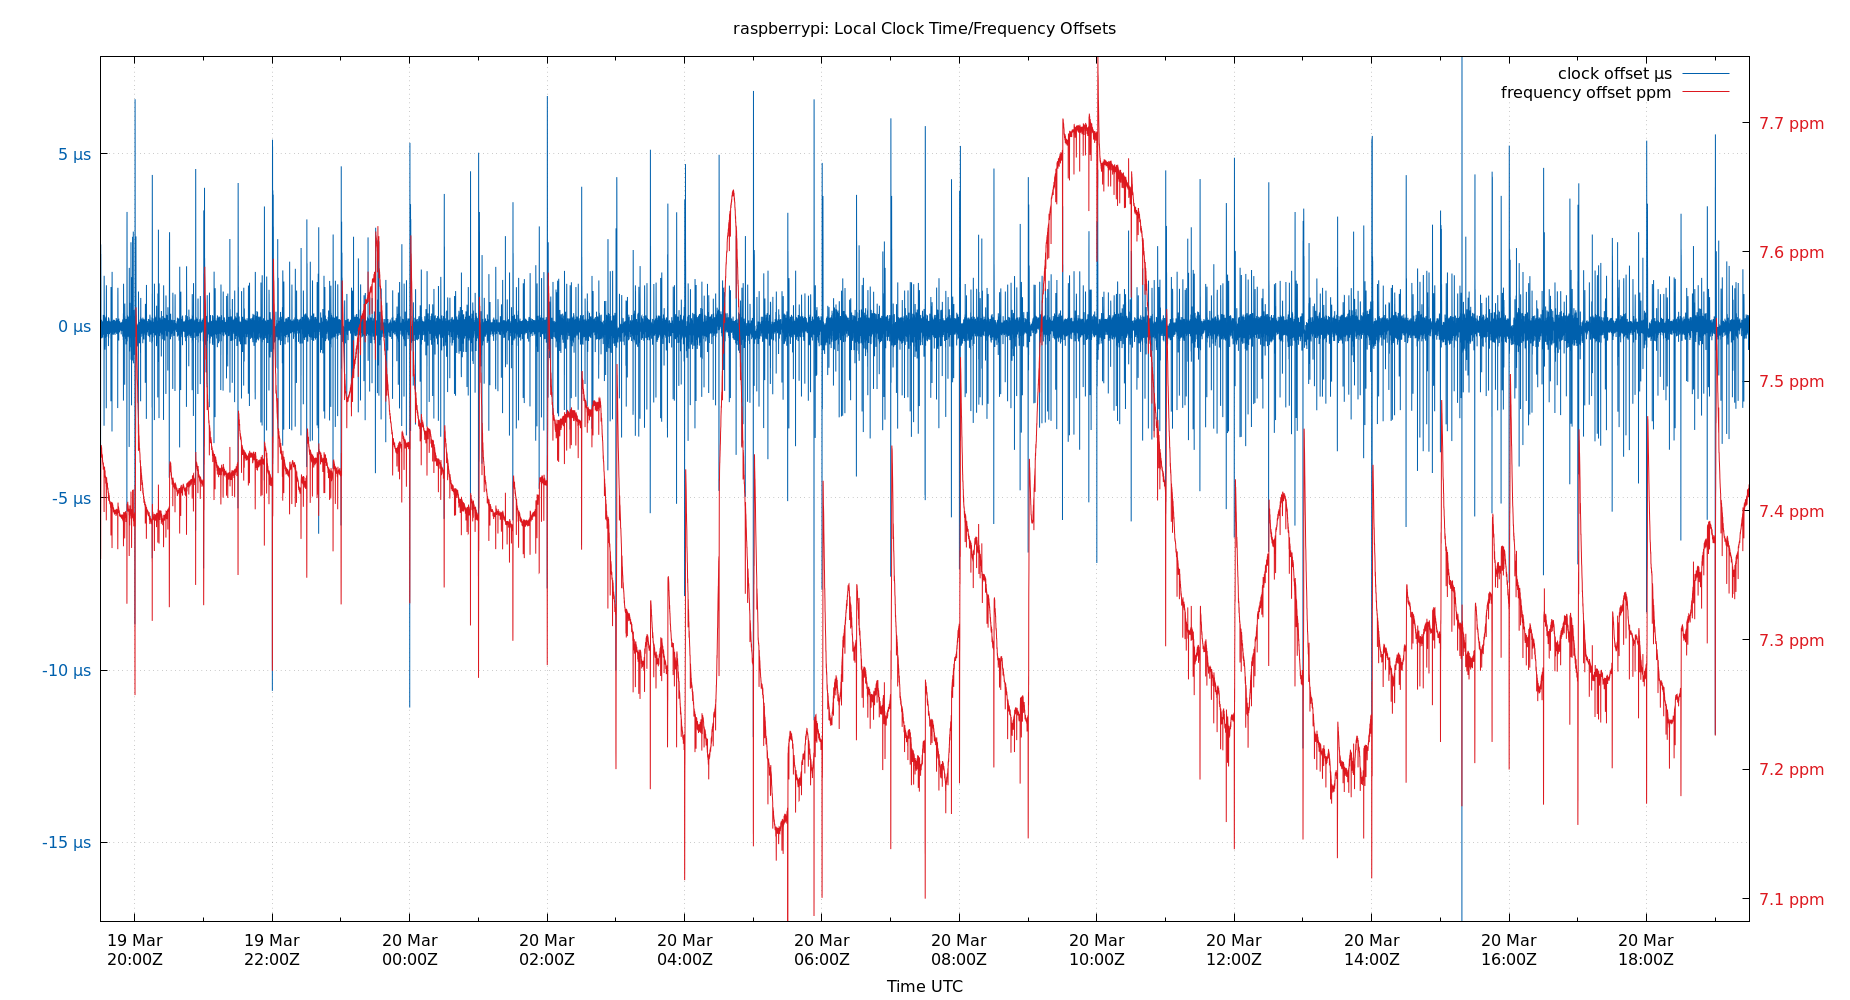 raspberrypi: Local Clock Time/Frequency Offsets
clock offset µs
frequency offset ppm
5 µs
0 µs
-5 µs
-10 µs
-15 µs
7.7 ppm
7.6 ppm
7.5 ppm
7.4 ppm
7.3 ppm
7.2 ppm
7.1 ppm
19 Mar
20:00Z
19 Mar
22:00Z
20 Mar
00:00Z
20 Mar
02:00Z
20 Mar
04:00Z
20 Mar
06:00Z
20 Mar
08:00Z
20 Mar
10:00Z
20 Mar
12:00Z
20 Mar
14:00Z
20 Mar
16:00Z
20 Mar
18:00Z
Time UTC